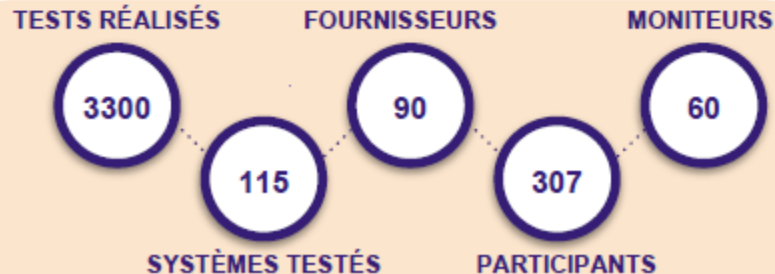 TESTS RÉALISÉS FOURNISSEURS MONITEURS
3300 90 60
115 307
SYSTÈMES TESTÉS PARTICIPANTS